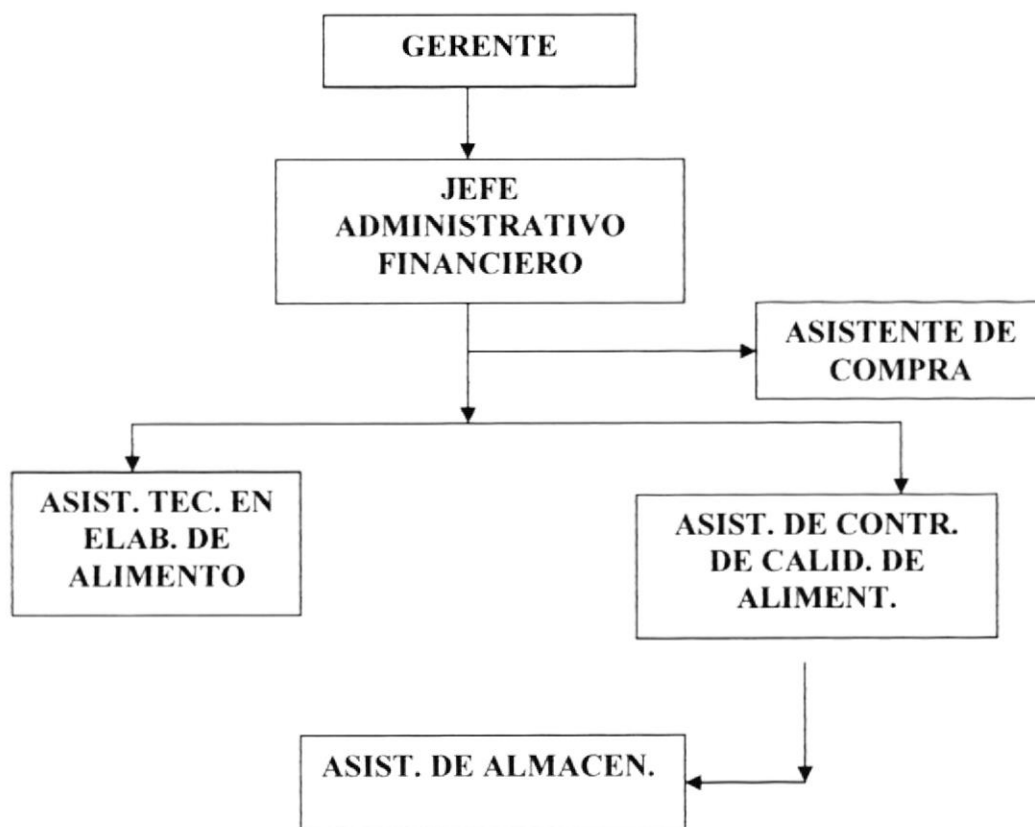 GERENTE
JEFE
ADMINISTRATIVO
FINANCIERO
ASISTENTE DE
COMPRA
ASIST. TEC. EN
ELAB. DE
ALIMENTO
ASIST. DE CONTR.
DE CALID. DE
ALIMENT.
ASIST. DE ALMACEN.